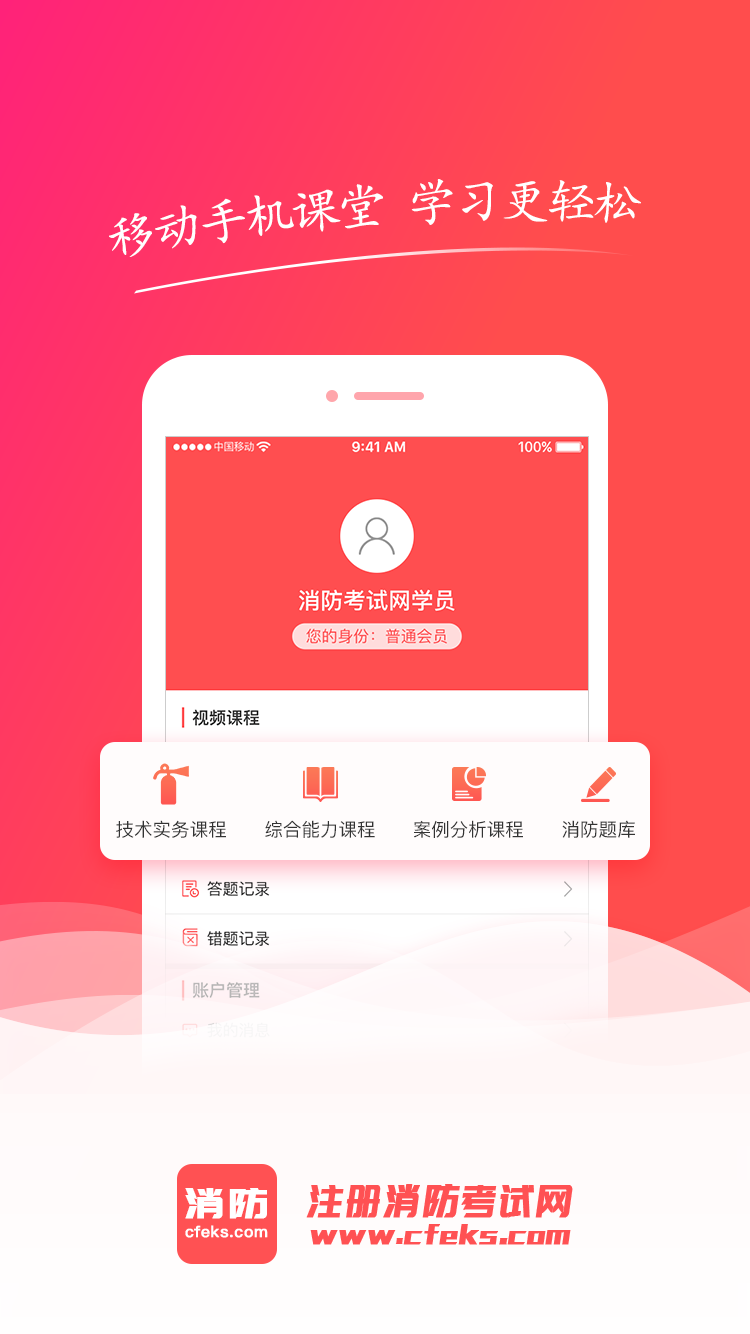 移动手机课堂 学习更轻松
中国移动 9:41 AM 100%
消防考试网学员
您的身份：普通会员
视频课程
技术实务课程 综合能力课程 案例分析课程 消防题库
答题记录
错题记录
账户管理
我的消息
消防 注册消防考试网
cfeks.com www.cfeks.com